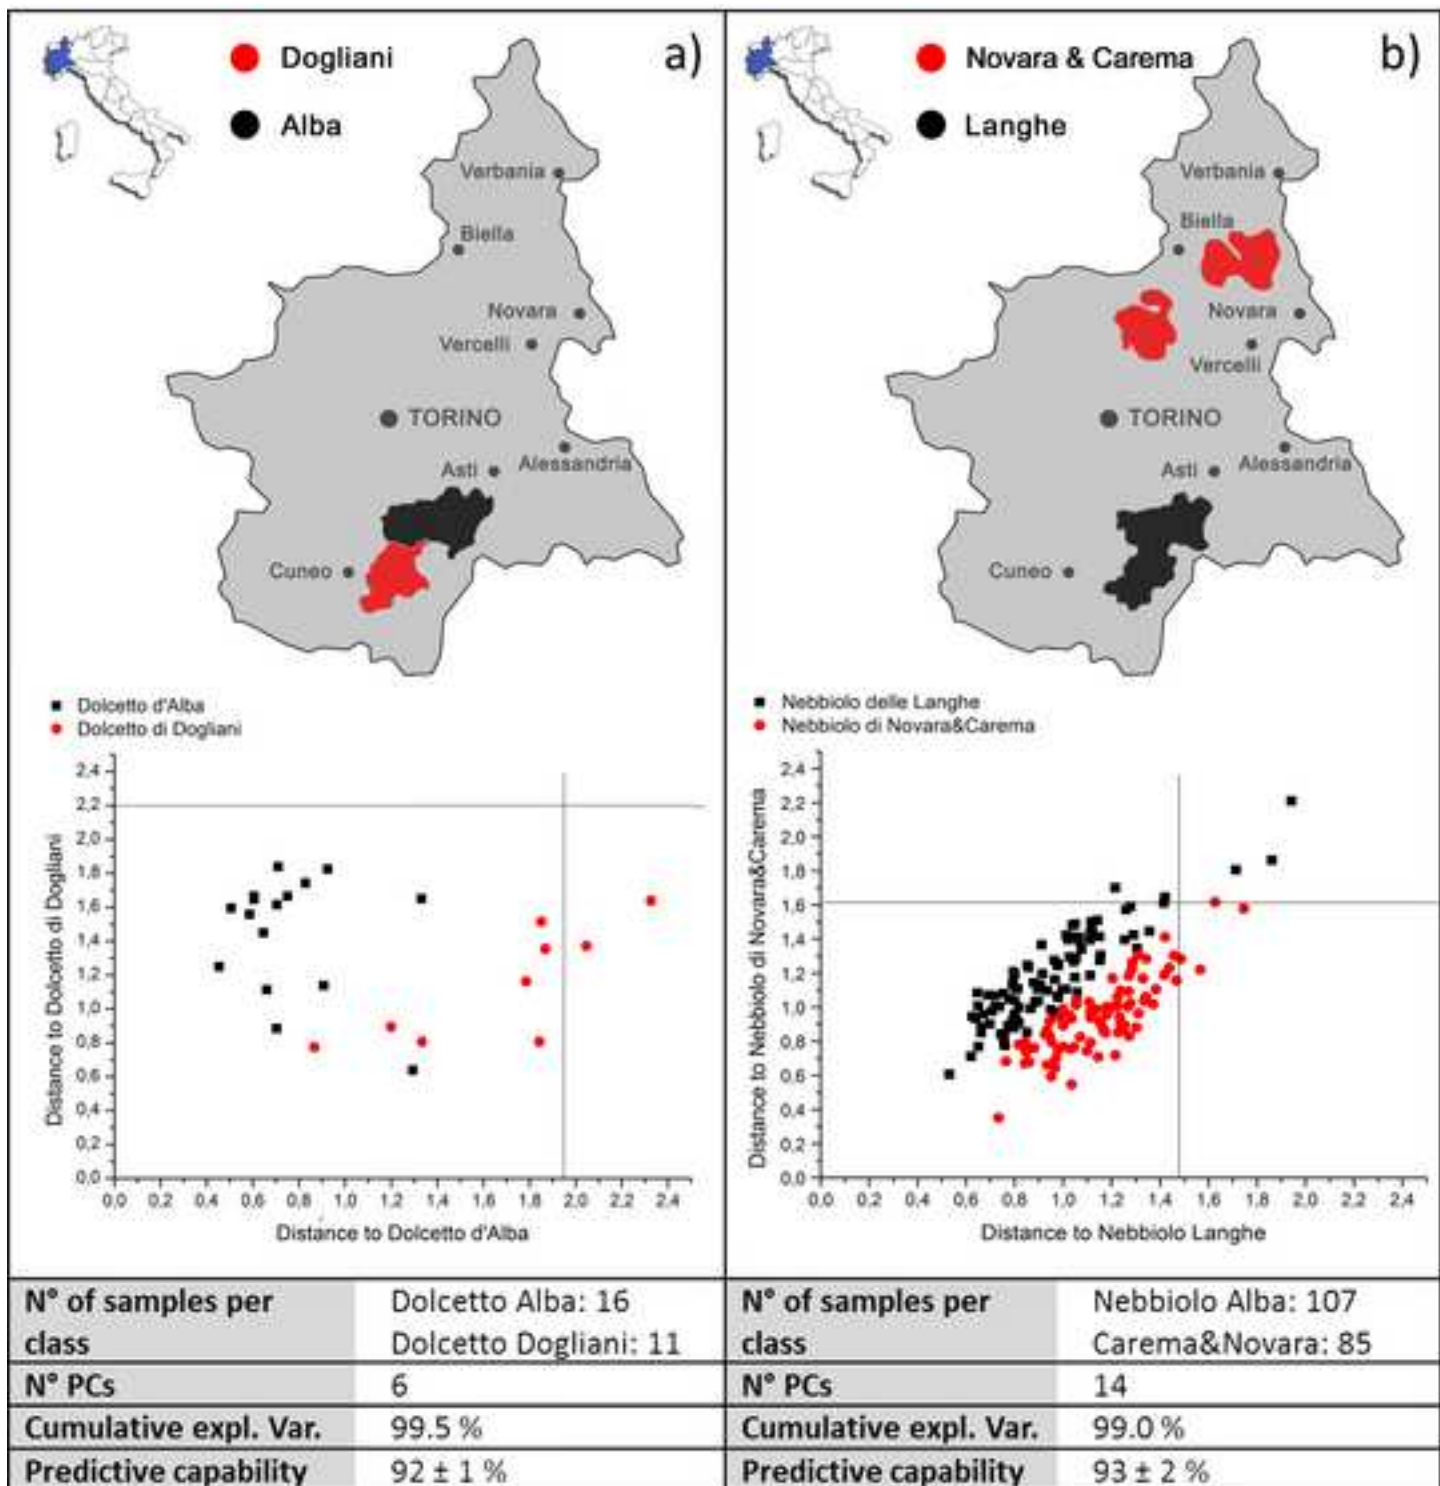 Dogliani
a)
Alba
Verbania
Biella
Novara
Vercelli
TORINO
Asti
Alessandria
Cuneo
Dolcetto d'Alba
Dolcetto di Dogliani
Distance to Dolcetto di Dogliani
2,4
2,2
2,0
1,8
1,6
1,4
1,2
1,0
0,8
0,6
0,4
0,2
0,0
0,0 0,2 0,4 0,6 0,8 1,0 1,2 1,4 1,6 1,8 2,0 2,2 2,4
Distance to Dolcetto d'Alba
N° of samples per class
Dolcetto Alba: 16
Dolcetto Dogliani: 11
N° PCs 6
Cumulative expl. Var. 99.5 %
Predictive capability 92 ± 1 %
Novara & Carema
b)
Langhe
Verbania
Biella
Novara
Vercelli
TORINO
Asti
Alessandria
Cuneo
Nebbiolo delle Langhe
Nebbiolo di Novara&Carema
Distance to Nebbiolo di Novara&Carema
2,4
2,2
2,0
1,8
1,6
1,4
1,2
1,0
0,8
0,6
0,4
0,2
0,0
0,0 0,2 0,4 0,6 0,8 1,0 1,2 1,4 1,6 1,8 2,0 2,2 2,4
Distance to Nebbiolo Langhe
N° of samples per class
Nebbiolo Alba: 107
Carema&Novara: 85
N° PCs 14
Cumulative expl. Var. 99.0 %
Predictive capability 93 ± 2 %